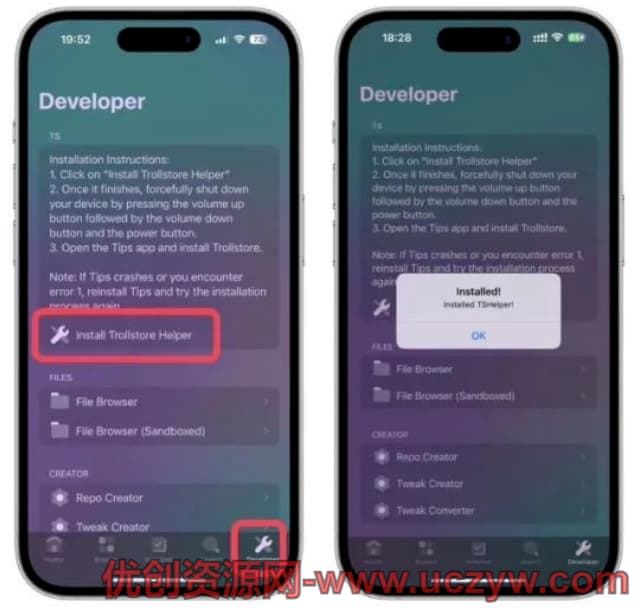 19:52
73
Developer
TS
Installation Instructions:
1. Click on "Install Trollstore Helper"
2. Once it finishes, forcefully shut down
your device by pressing the volume up
button followed by the volume down
button and the power button.
3. Open the Tips app and install Trollstore.
Note: If Tips crashes or you encounter
error 1, reinstall Tips and try the installation
process again
Install Trollstore Helper
FILES
File Browser
File Browser (Sandboxed)
CREATOR
Repo Creator
Tweak Creator
Developer
18:28
Developer
TS
Installation Instructions:
1. Click on "Install Trollstore Helper"
2. Once it finishes, forcefully shut down your
device by pressing the volume up button
followed by the volume down button and the
power button.
3. Open the Tips app and install Trollstore.
Note: If Tips crashes or you encounter error 1,
reinstall Tips and try the installation process
again
Installed!
Installed TSHelper!
OK
FILES
File Browser
File Browser (Sandboxed)
CREATOR
Repo Creator
Tweak Creator
Tweak Converter
Developer
优创资源网-www.uczyw.com